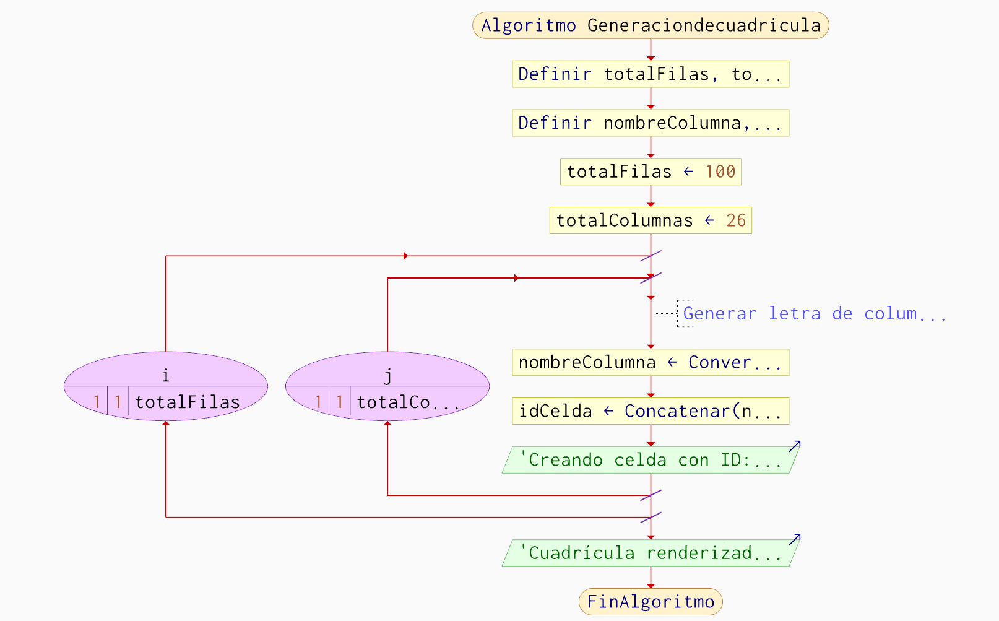 Algoritmo Generaciondecuadricula
Definir totalFilas, to...
Definir nombreColumna,...
totalFilas ← 100
totalColumnas ← 26
Generar letra de colum...
i
1 1 totalFilas
j
1 1 totalCo...
nombreColumna ← Conver...
idCelda ← Concatenar(n...
'Creando celda con ID:...
'Cuadrícula renderizad...
FinAlgoritmo